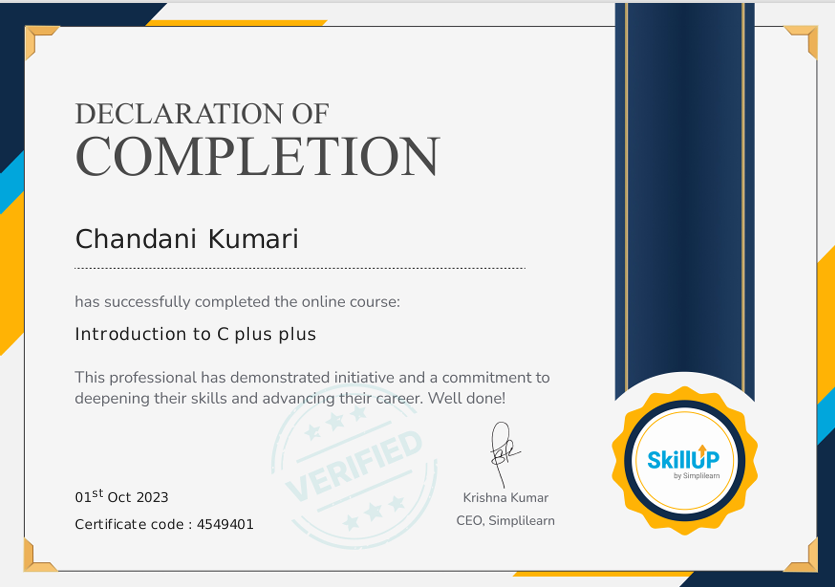 DECLARATION OF
COMPLETION
Chandani Kumari
has successfully completed the online course:
Introduction to C plus plus
This professional has demonstrated initiative and a commitment to
deepening their skills and advancing their career. Well done!
VERIFIED
01st Oct 2023
Certificate code : 4549401
Krishna Kumar
CEO, Simplilearn
SkillUP
by Simplilearn